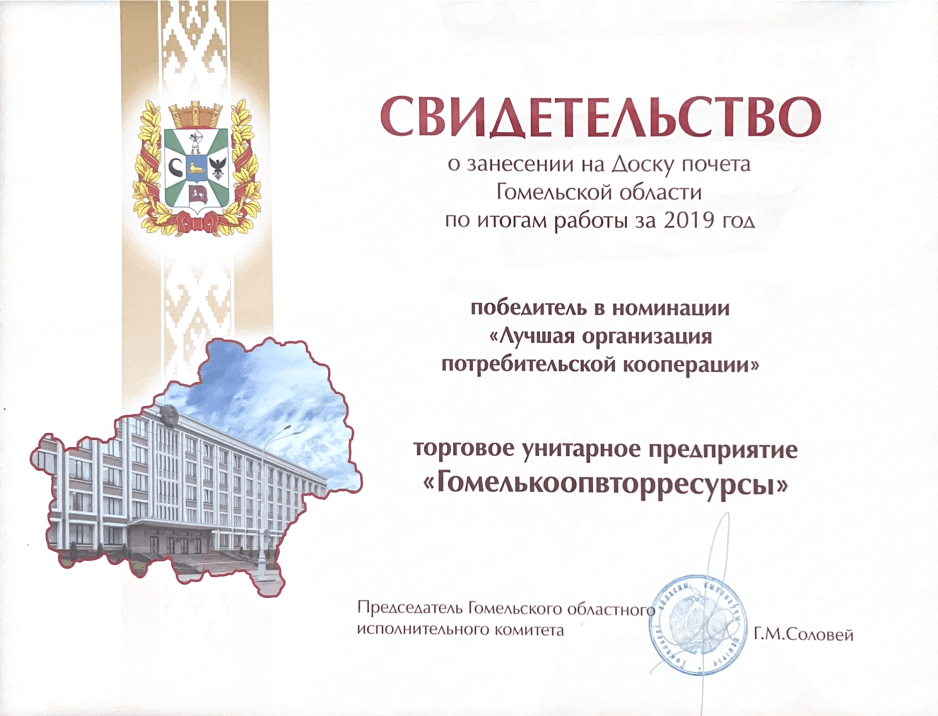 СВИДЕТЕЛЬСТВО
о занесении на Доску почета
Гомельской области
по итогам работы за 2019 год
победитель в номинации
«Лучшая организация
потребительской кооперации»
торговое унитарное предприятие
«Гомелькоопвторресурсы»
Председатель Гомельского областного
исполнительного комитета
Г.М.Соловей